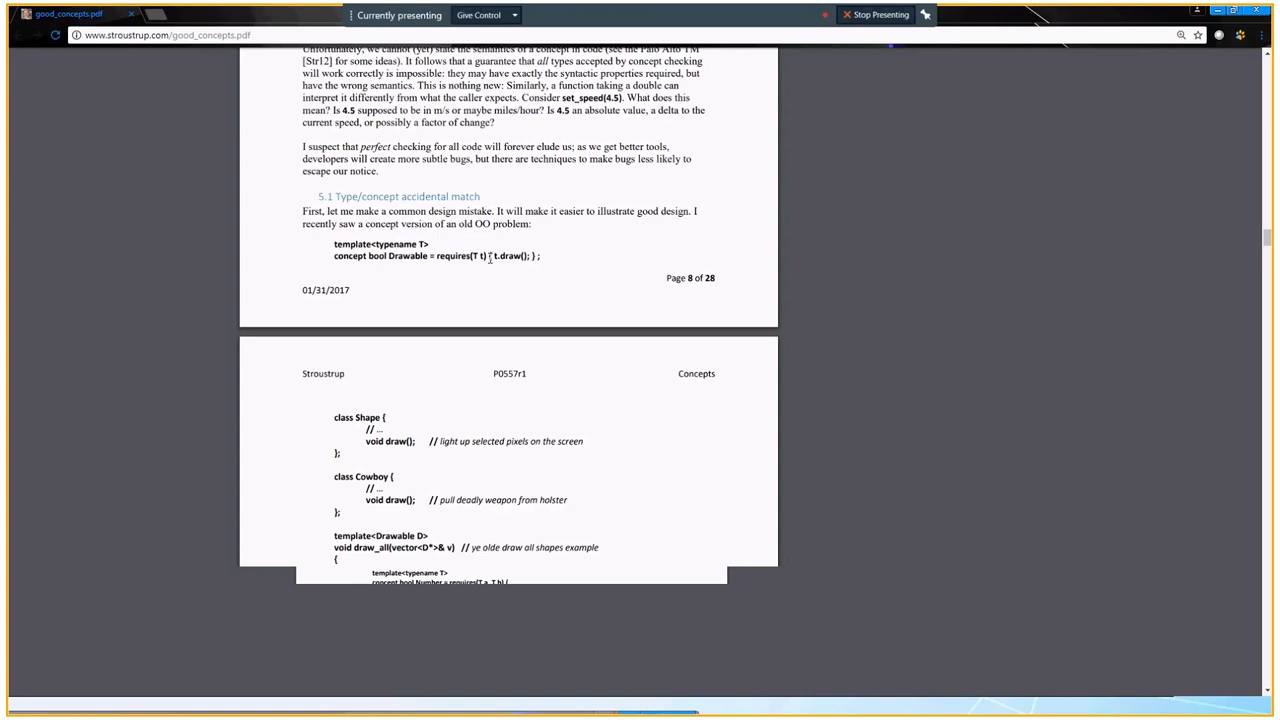 good_concepts.pdf
Currently presenting
Give Control
Stop Presenting
www.stroustrup.com/good_concepts.pdf
Unfortunately, we cannot (yet) state the semantics of a concept in code (see the Palo Alto TM
[Str12] for some ideas). It follows that a guarantee that all types accepted by concept checking
will work correctly is impossible: they may have exactly the syntactic properties required, but
have the wrong semantics. This is nothing new: Similarly, a function taking a double can
interpret it differently from what the caller expects. Consider set_speed(4.5). What does this
mean? Is 4.5 supposed to be in m/s or maybe miles/hour? Is 4.5 an absolute value, a delta to the
current speed, or possibly a factor of change?
I suspect that perfect checking for all code will forever elude us; as we get better tools,
developers will create more subtle bugs, but there are techniques to make bugs less likely to
escape our notice.
5.1 Type/concept accidental match
First, let me make a common design mistake. It will make it easier to illustrate good design. I
recently saw a concept version of an old OO problem:
template<typename T>
concept bool Drawable = requires(T t) t.draw(); } ;
Page 8 of 28
01/31/2017
Stroustrup P0557r1 Concepts
class Shape {
// ...
void draw(); // light up selected pixels on the screen
};
class Cowboy {
// ...
void draw(); // pull deadly weapon from holster
};
template<Drawable D>
void draw_all(vector<D*>& v) // ye olde draw all shapes example
{
template<typename T>
concept bool Number = requires(T a, T b) {